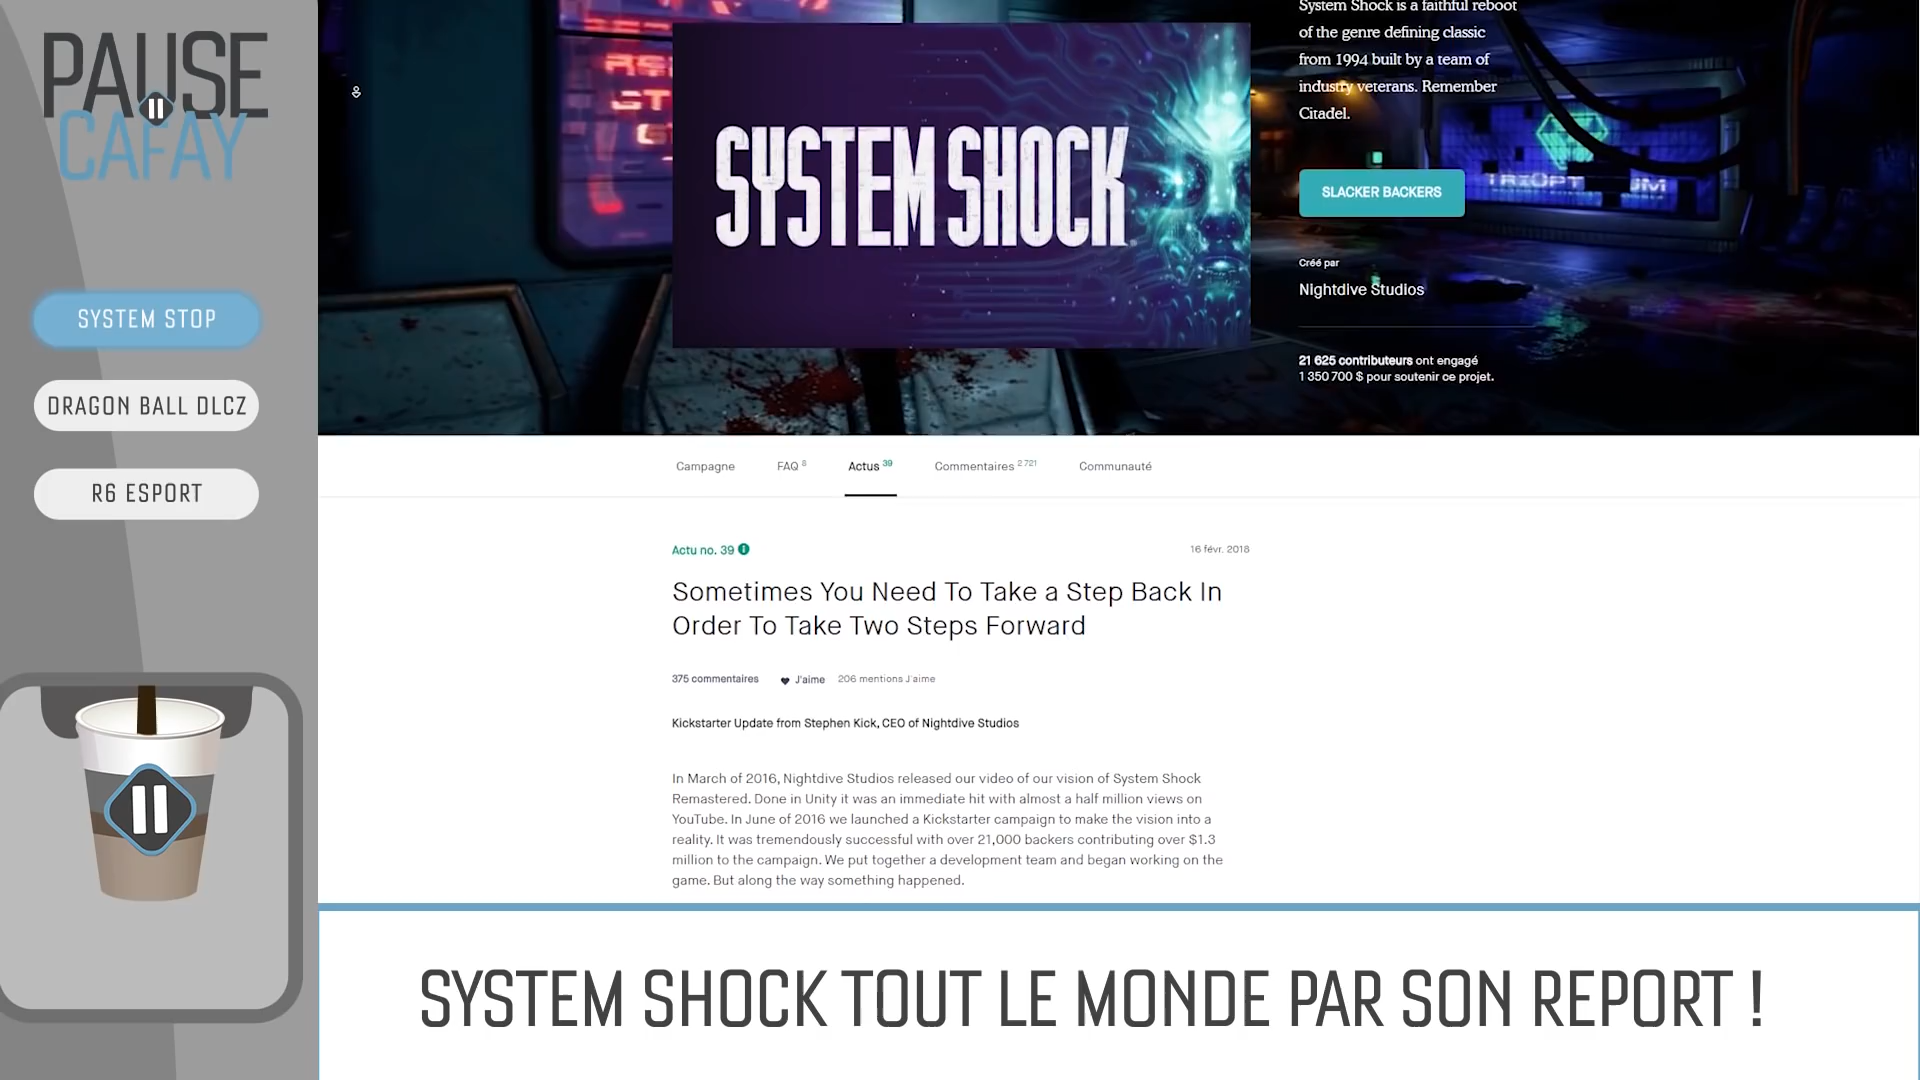 PAUSE
CAFAY
SYSTEM STOP
DRAGON BALL DLCZ
R6 ESPORT
SYSTEM SHOCK
System Shock is a faithful reboot
of the genre defining classic
from 1994 built by a team of
industry veterans. Remember
Citadel.
SLACKER BACKERS
Créé par
Nightdive Studios
21 625 contributeurs ont engagé
1 350 700 $ pour soutenir ce projet.
Campagne FAQ 8 Actus 39 Commentaires 2 721 Communauté
Actu no. 39
16 févr. 2018
Sometimes You Need To Take a Step Back In
Order To Take Two Steps Forward
375 commentaires J'aime 206 mentions J'aime
Kickstarter Update from Stephen Kick, CEO of Nightdive Studios
In March of 2016, Nightdive Studios released our video of our vision of System Shock
Remastered. Done in Unity it was an immediate hit with almost a half million views on
YouTube. In June of 2016 we launched a Kickstarter campaign to make the vision into a
reality. It was tremendously successful with over 21,000 backers contributing over $1.3
million to the campaign. We put together a development team and began working on the
game. But along the way something happened.
SYSTEM SHOCK TOUT LE MONDE PAR SON REPORT !